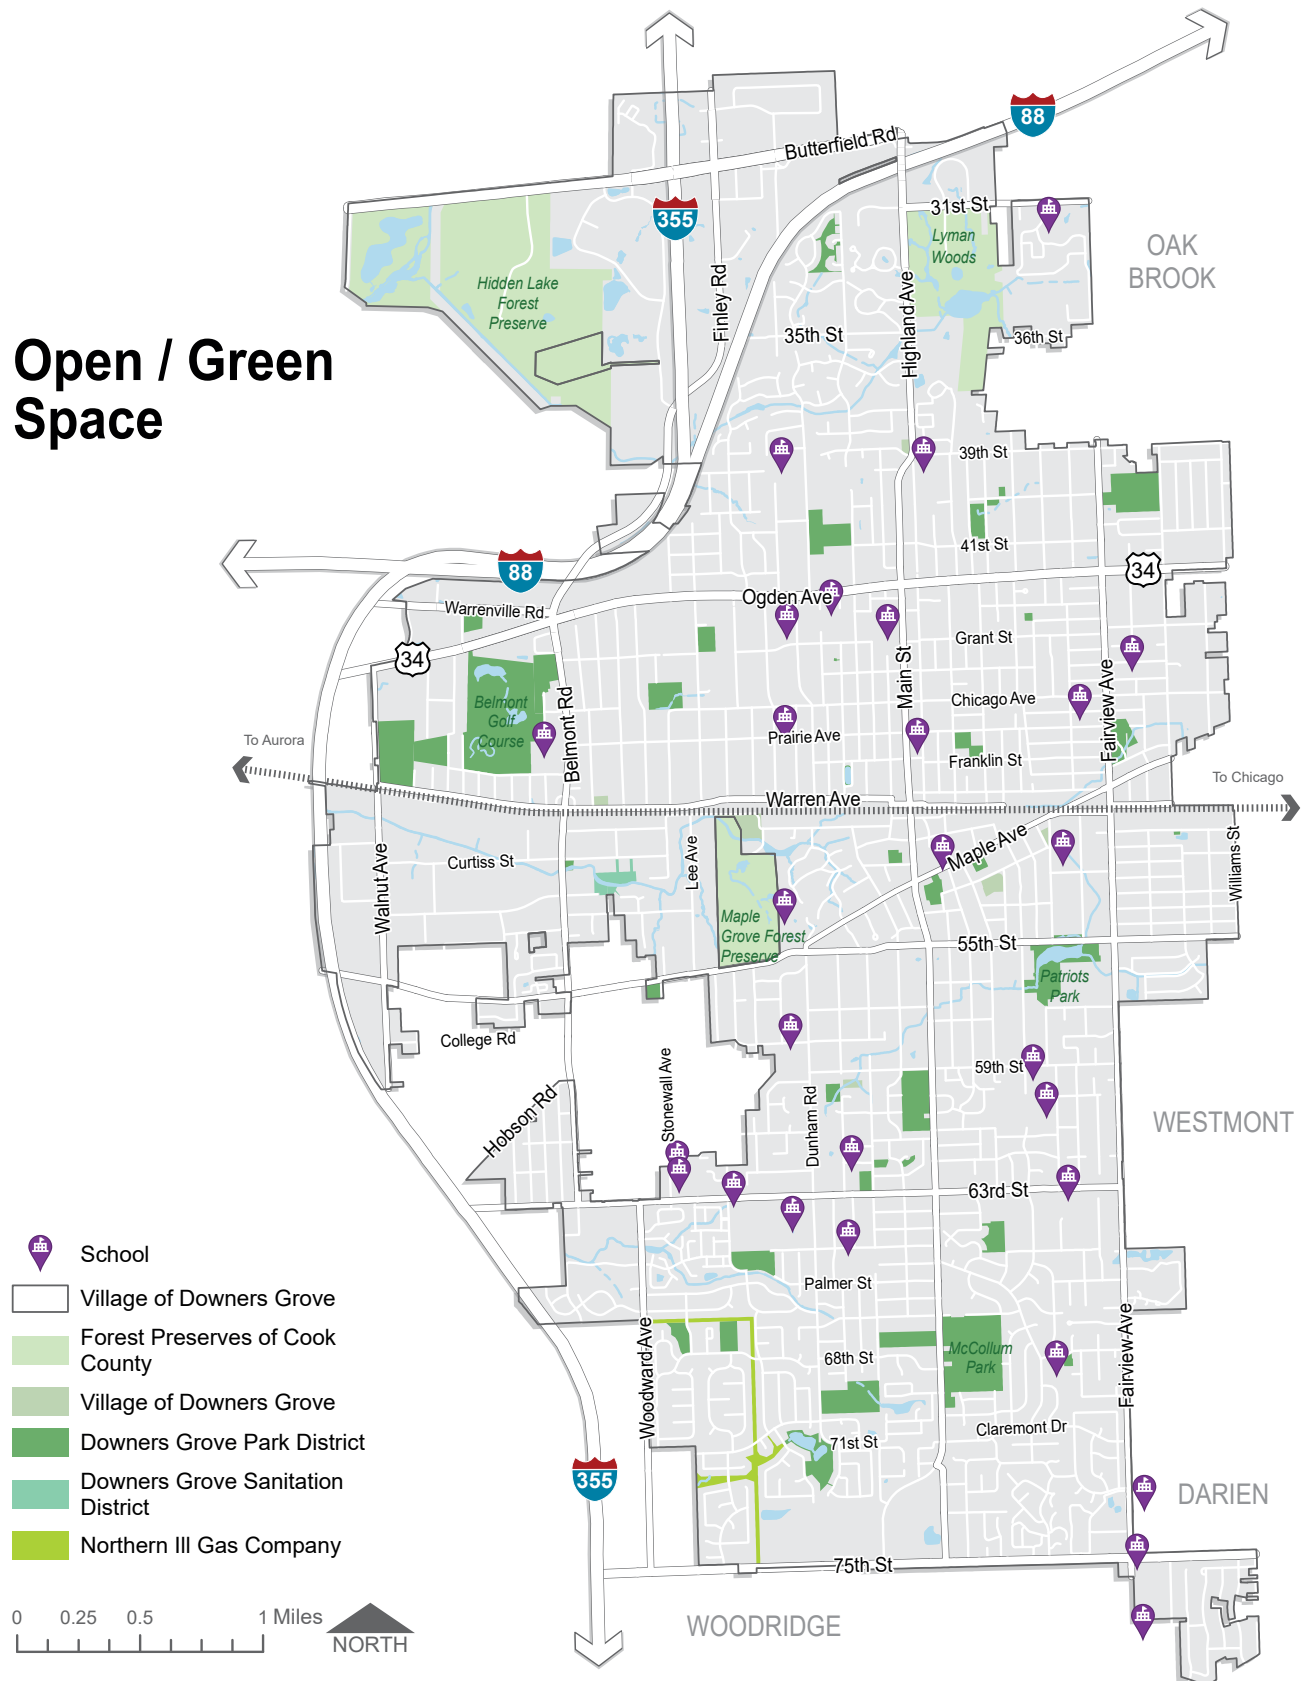 88
Butterfield Rd
355
31st St
Lyman
Woods
OAK
BROOK
Hidden Lake
Forest
Preserve
Finley Rd
Highland Ave
35th St
36th St
Open / Green
Space
39th St
41st St
88
34
Ogden Ave
Warrenville Rd
Grant St
34
Main St
Fairview Ave
Belmont
Golf
Course
Belmont Rd
Chicago Ave
Prairie Ave
Franklin St
To Aurora
To Chicago
Warren Ave
Maple Ave
Curtiss St
Lee Ave
Walnut Ave
Williams St
Maple
Grove Forest
Preserve
55th St
Patriots
Park
College Rd
59th St
Stonewall Ave
Dunham Rd
Hobson Rd
WESTMONT
63rd St
School
Palmer St
Village of Downers Grove
Forest Preserves of Cook
County
Woodward Ave
68th St
McCollum
Park
Fairview Ave
Village of Downers Grove
Claremont Dr
Downers Grove Park District
71st St
Downers Grove Sanitation
District
355
DARIEN
Northern Ill Gas Company
75th St
0 0.25 0.5 1 Miles
NORTH
WOODRIDGE